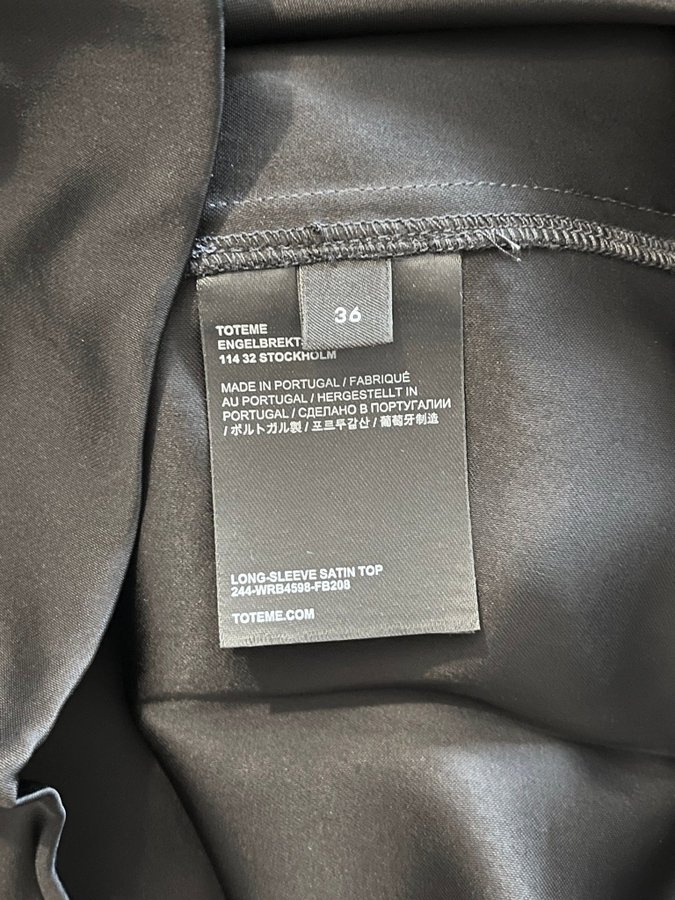 36
TOTEME
114 32 STOCKHOLM
MADE IN PORTUGAL / FABRIQUÉ
AU PORTUGAL / HERGESTELLT IN
PORTUGAL / СДЕЛАНО В ПОРТУГАЛИИ
/ ポルトガル製 / 포르투갈산 / 葡萄牙制造
LONG-SLEEVE SATIN TOP
244-WRB4598-FB208
TOTEME.COM